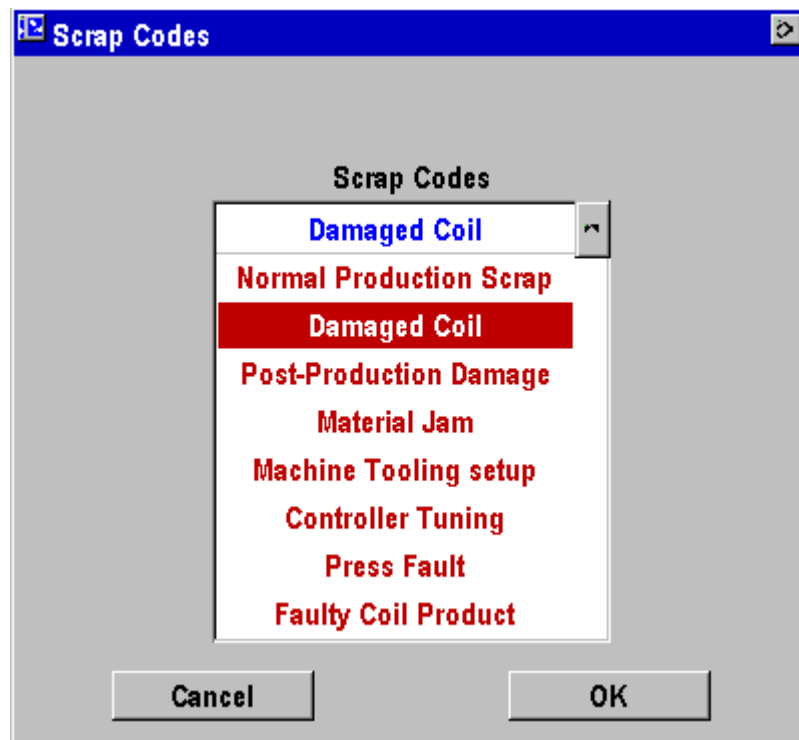 Scrap Codes
Scrap Codes
Damaged Coil
Normal Production Scrap
Damaged Coil
Post-Production Damage
Material Jam
Machine Tooling setup
Controller Tuning
Press Fault
Faulty Coil Product
Cancel OK